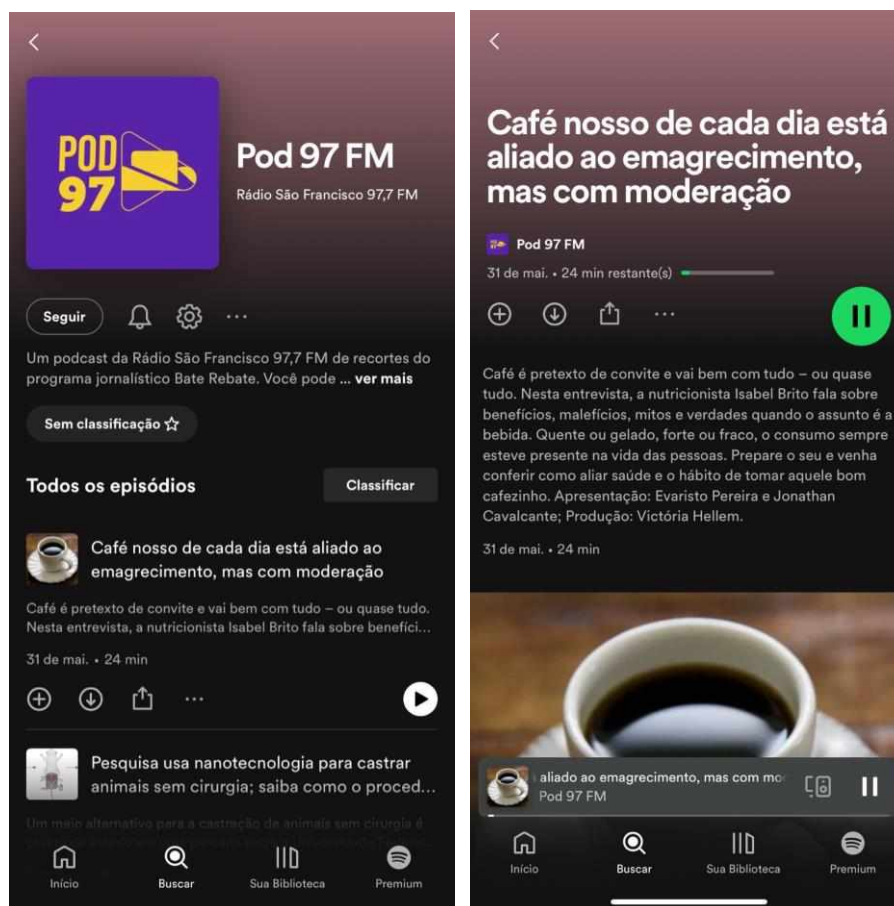 POD
97
Pod 97 FM
Rádio São Francisco 97,7 FM
Seguir
Um podcast da Rádio São Francisco 97,7 FM de recortes do
programa jornalístico Bate Rebate. Você pode ... ver mais
Sem classificação
Todos os episódios
Classificar
Café nosso de cada dia está aliado ao
emagrecimento, mas com moderação
Café é pretexto de convite e vai bem com tudo – ou quase tudo.
Nesta entrevista, a nutricionista Isabel Brito fala sobre benefíci...
31 de mai. • 24 min
Pesquisa usa nanotecnologia para castrar
animais sem cirurgia; saiba como o proced...
Um meio alternativo para a castração de animais sem cirurgia é
Início
Buscar
Sua Biblioteca
Premium
Café nosso de cada dia está
aliado ao emagrecimento,
mas com moderação
Pod 97 FM
31 de mai. • 24 min restante(s)
Café é pretexto de convite e vai bem com tudo – ou quase
tudo. Nesta entrevista, a nutricionista Isabel Brito fala sobre
benefícios, malefícios, mitos e verdades quando o assunto é a
bebida. Quente ou gelado, forte ou fraco, o consumo sempre
esteve presente na vida das pessoas. Prepare o seu e venha
conferir como aliar saúde e o hábito de tomar aquele bom
cafezinho. Apresentação: Evaristo Pereira e Jonathan
Cavalcante; Produção: Victória Hellem.
31 de mai. • 24 min
aliado ao emagrecimento, mas com mo
Pod 97 FM
Início
Buscar
Sua Biblioteca
Premium